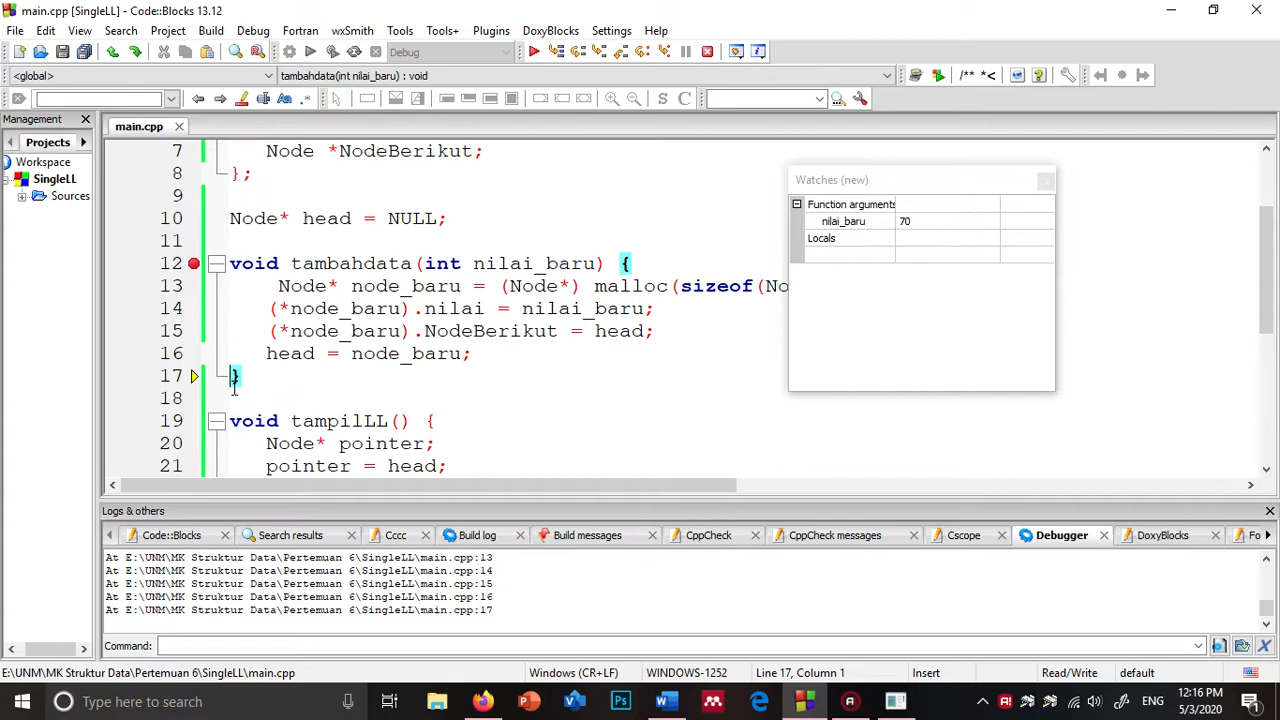 main.cpp [SingleLL] - Code::Blocks 13.12
File Edit View Search Project Build Debug Fortran wxSmith Tools Tools+ Plugins DoxyBlocks Settings Help
Debug
<global> tambahdata(int nilai_baru) : void
/** *<
Aa S C
Management
Projects
Workspace
SingleLL
Sources
main.cpp
7 Node *NodeBerikut;
8 };
9
10 Node* head = NULL;
11
12 void tambahdata(int nilai_baru) {
13 Node* node_baru = (Node*) malloc(sizeof(No
14 (*node_baru).nilai = nilai_baru;
15 (*node_baru).NodeBerikut = head;
16 head = node_baru;
17 }
18
19 void tampilLL() {
20 Node* pointer;
21 pointer = head;
Watches (new)
Function arguments
nilai_baru 70
Locals
Logs & others
Code::Blocks Search results Cccc Build log Build messages CppCheck CppCheck messages Cscope Debugger DoxyBlocks Fo
At E:\UNM\MK Struktur Data\Pertemuan 6\SingleLL\main.cpp:13
At E:\UNM\MK Struktur Data\Pertemuan 6\SingleLL\main.cpp:14
At E:\UNM\MK Struktur Data\Pertemuan 6\SingleLL\main.cpp:15
At E:\UNM\MK Struktur Data\Pertemuan 6\SingleLL\main.cpp:16
At E:\UNM\MK Struktur Data\Pertemuan 6\SingleLL\main.cpp:17
Command:
E:\UNM\MK Struktur Data\Pertemuan 6\SingleLL\main.cpp Windows (CR+LF) WINDOWS-1252 Line 17, Column 1 Insert Read/Write default
Type here to search
ENG
12:16 PM
5/3/2020